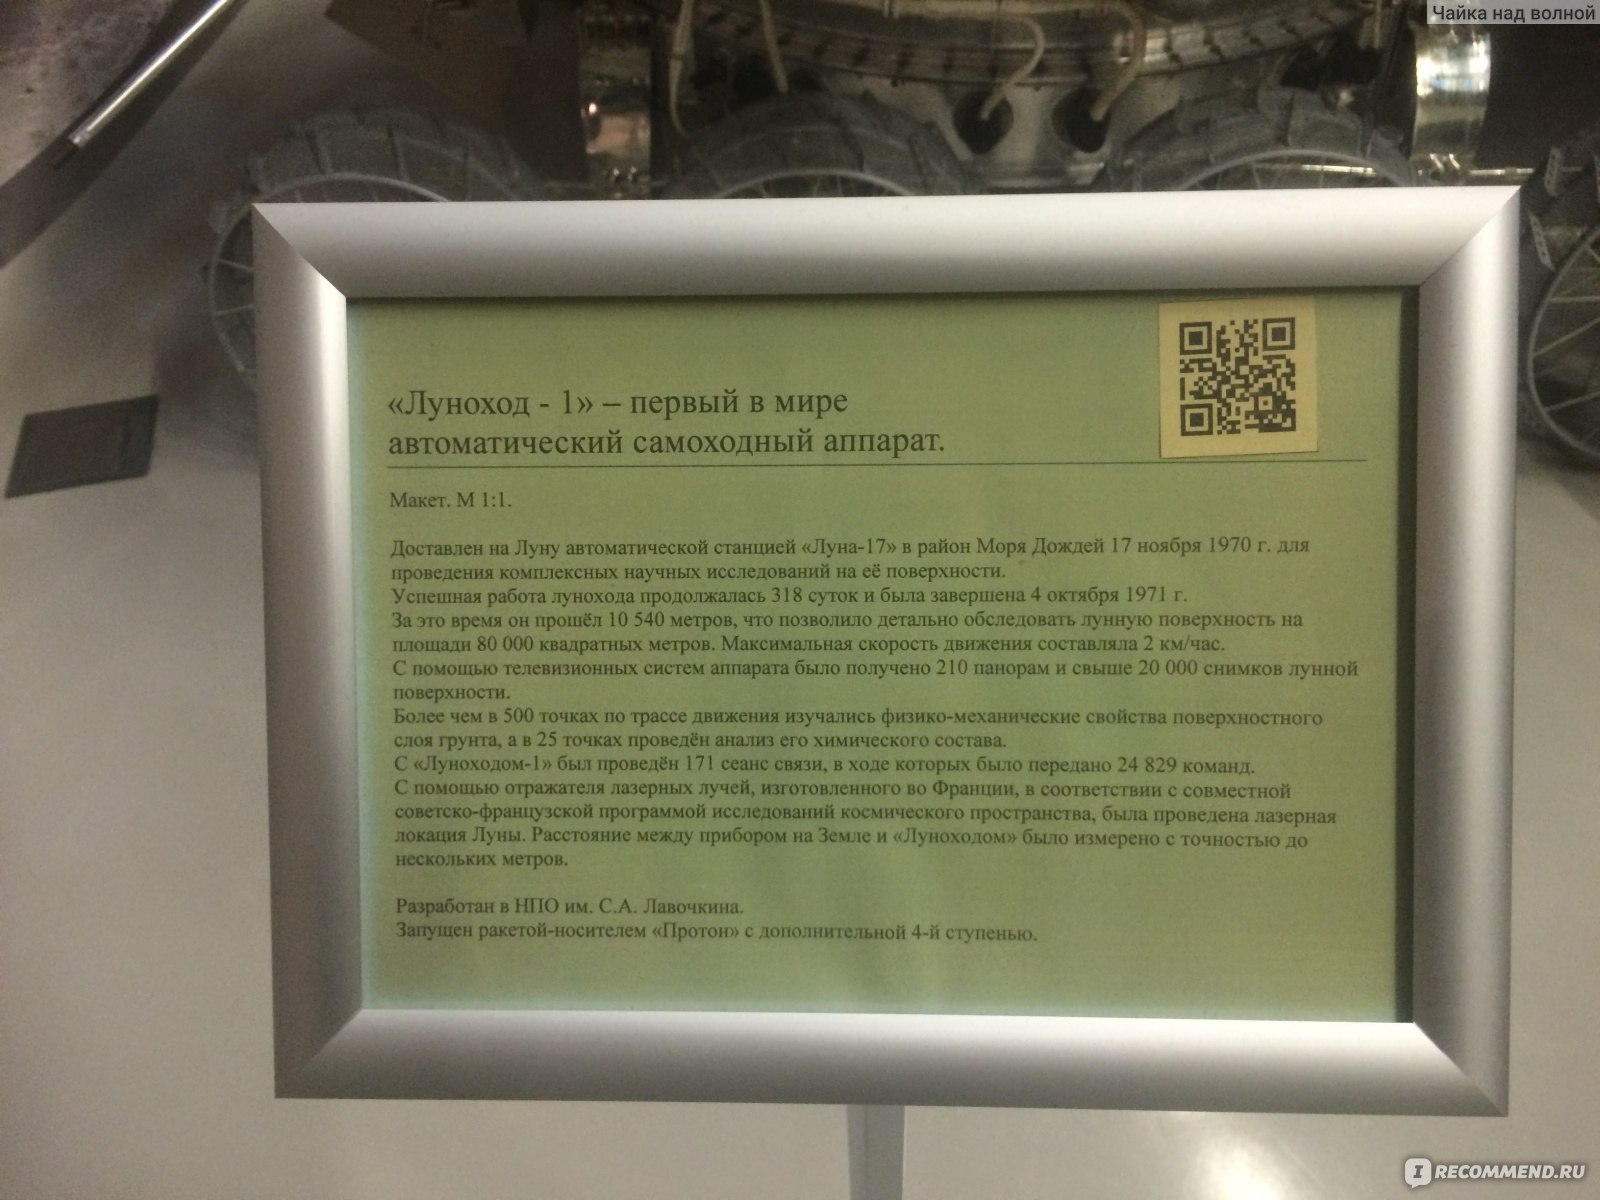 Чайка над волной
«Луноход - 1» – первый в мире
автоматический самоходный аппарат.
Макет. М 1:1.
Доставлен на Луну автоматической станцией «Луна-17» в район Моря Дождей 17 ноября 1970 г. для
проведения комплексных научных исследований на её поверхности.
Успешная работа лунохода продолжалась 318 суток и была завершена 4 октября 1971 г.
За это время он прошёл 10 540 метров, что позволило детально обследовать лунную поверхность на
площади 80 000 квадратных метров. Максимальная скорость движения составляла 2 км/час.
С помощью телевизионных систем аппарата было получено 210 панорам и свыше 20 000 снимков лунной
поверхности.
Более чем в 500 точках по трассе движения изучались физико-механические свойства поверхностного
слоя грунта, а в 25 точках проведён анализ его химического состава.
С «Луноходом-1» был проведён 171 сеанс связи, в ходе которых было передано 24 829 команд.
С помощью отражателя лазерных лучей, изготовленного во Франции, в соответствии с совместной
советско-французской программой исследований космического пространства, была проведена лазерная
локация Луны. Расстояние между прибором на Земле и «Луноходом» было измерено с точностью до
нескольких метров.
Разработан в НПО им. С.А. Лавочкина.
Запущен ракетой-носителем «Протон» с дополнительной 4-й ступенью.
IRECOMMEND.RU